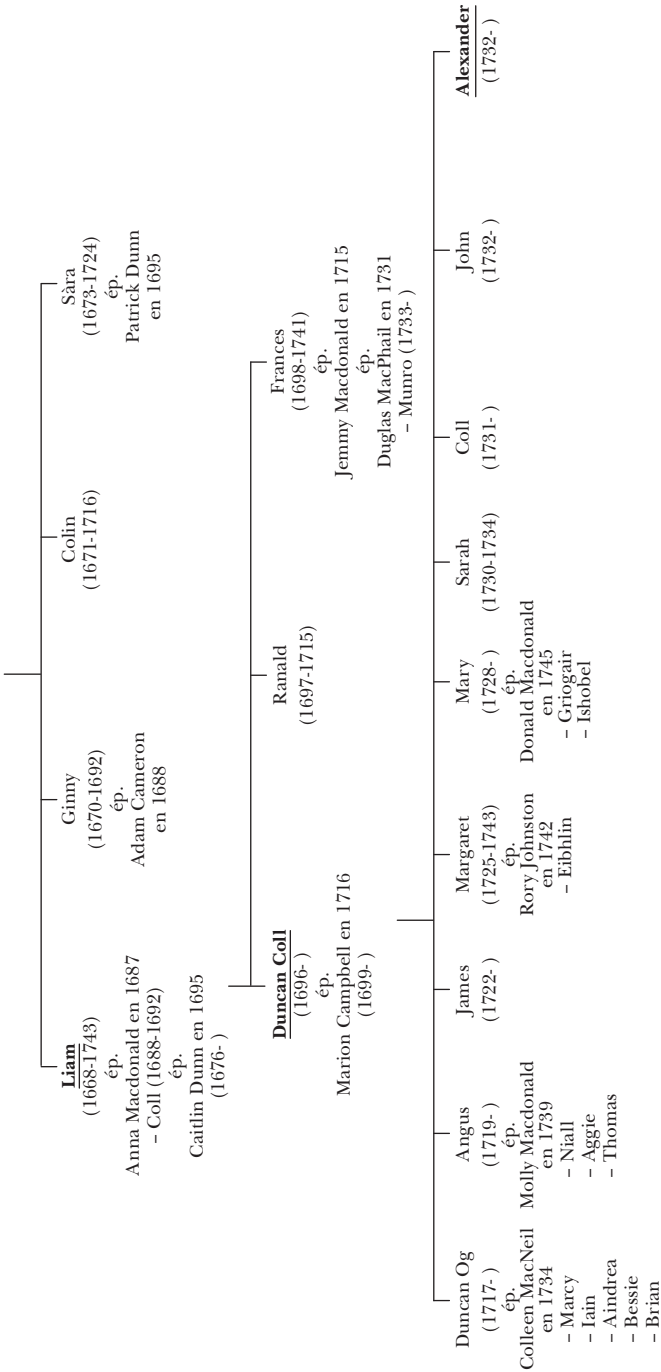 Liam
(1668-1743)
ép.
Anna Macdonald en 1687
– Coll (1688-1692)
ép.
Caitlin Dunn en 1695
(1676- )
Ginny
(1670-1692)
ép.
Adam Cameron
en 1688
Colin
(1671-1716)
Sàra
(1673-1724)
ép.
Patrick Dunn
en 1695
Duncan Coll
(1696- )
ép.
Marion Campbell en 1716
(1699- )
Ranald
(1697-1715)
Frances
(1698-1741)
ép.
Jemmy Macdonald en 1715
ép.
Duglas MacPhail en 1731
– Munro (1733- )
Duncan Og
(1717- )
ép.
Colleen MacNeil
en 1734
– Marcy
– Iain
– Aindrea
– Bessie
– Brian
Angus
(1719- )
ép.
Molly Macdonald
en 1739
– Niall
– Aggie
– Thomas
James
(1722- )
Margaret
(1725-1743)
ép.
Rory Johnston
en 1742
– Eibhlin
Mary
(1728- )
ép.
Donald Macdonald
en 1745
– Griogair
– Ishobel
Sarah
(1730-1734)
Coll
(1731- )
John
(1732- )
Alexander
(1732- )